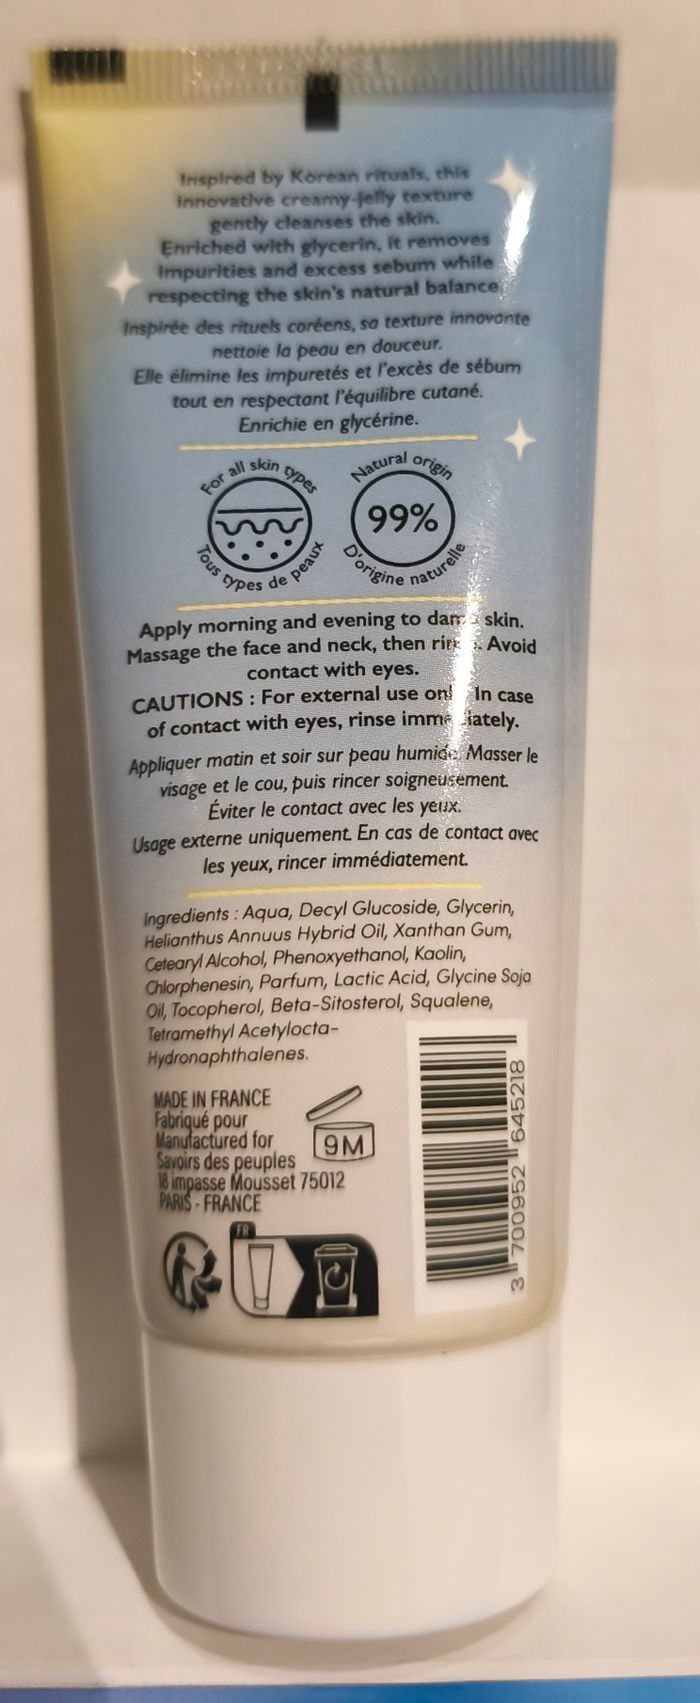 Inspired by Korean rituals, this
innovative creamy-jelly texture
gently cleanses the skin.
Enriched with glycerin, it removes
impurities and excess sebum while
respecting the skin's natural balance
Inspirée des rituels coréens, sa texture innovante
nettoie la peau en douceur.
Elle élimine les impuretés et l'excès de sébum
tout en respectant l'équilibre cutané.
Enrichie en glycérine.
For all skin types
Tous types de peaux
Natural origin
99%
D'origine naturelle
Apply morning and evening to damp skin.
Massage the face and neck, then rinse. Avoid
contact with eyes.
CAUTIONS : For external use only. In case
of contact with eyes, rinse immediately.
Appliquer matin et soir sur peau humide. Masser le
visage et le cou, puis rincer soigneusement.
Éviter le contact avec les yeux.
Usage externe uniquement. En cas de contact avec
les yeux, rincer immédiatement.
Ingredients : Aqua, Decyl Glucoside, Glycerin,
Helianthus Annuus Hybrid Oil, Xanthan Gum,
Cetearyl Alcohol, Phenoxyethanol, Kaolin,
Chlorphenesin, Parfum, Lactic Acid, Glycine Soja
Oil, Tocopherol, Beta-Sitosterol, Squalene,
Tetramethyl Acetylocta-
Hydronaphthalenes.
MADE IN FRANCE
Fabriqué pour
Manufactured for
Savoirs des peuples
18 impasse Mousset 75012
PARIS - FRANCE
9M
FR
3 700952 645218